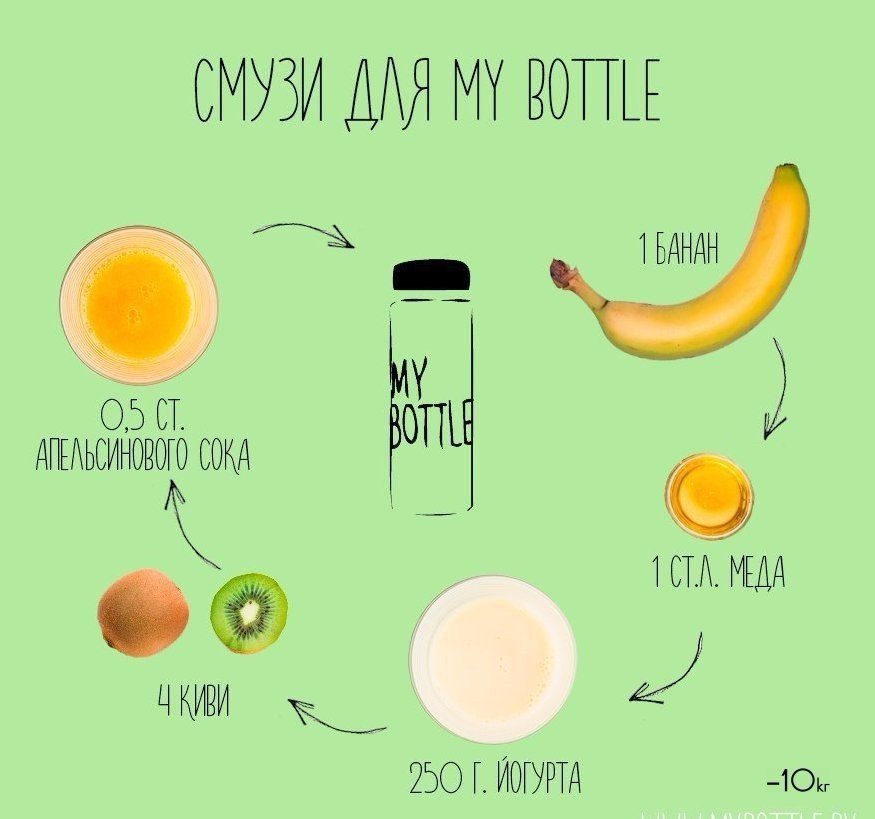 СМУЗИ ДЛЯ MY BOTTLE
1 БАНАН
MY
BOTTLE
0,5 СТ.
АПЕЛЬСИНОВОГО СОКА
1 СТ.Л. МЕДА
4 КИВИ
250 Г. ЙОГУРТА
-10кг